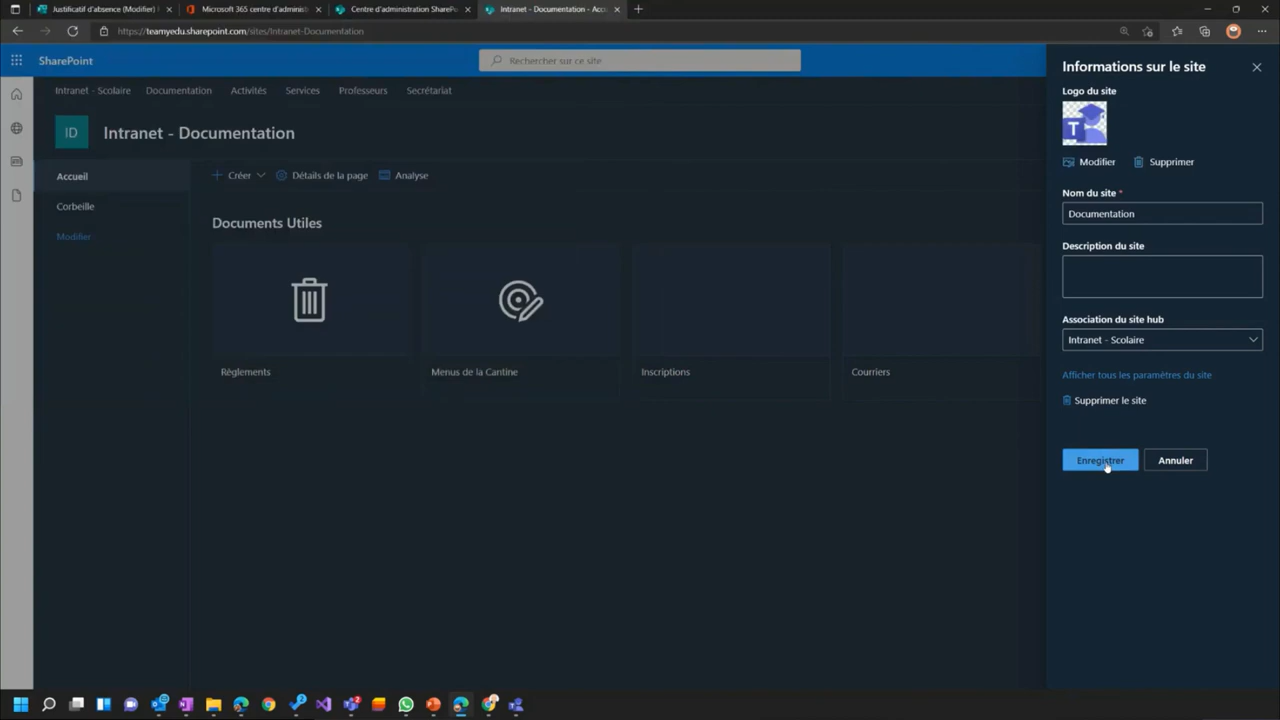 Justificatif d'absence (Modifier)
Microsoft 365 centre d'administ
Centre d'administration SharePo
Intranet - Documentation - Acc
https://teamyedu.sharepoint.com/sites/Intranet-Documentation
SharePoint
Rechercher sur ce site
Intranet - Scolaire
Documentation
Activités
Services
Professeurs
Secrétariat
ID
Intranet - Documentation
Accueil
Corbeille
Modifier
Créer
Détails de la page
Analyse
Documents Utiles
Règlements
Menus de la Cantine
Inscriptions
Courriers
Informations sur le site
Logo du site
T
Modifier
Supprimer
Nom du site *
Documentation
Description du site
Association du site hub
Intranet - Scolaire
Afficher tous les paramètres du site
Supprimer le site
Enregistrer
Annuler